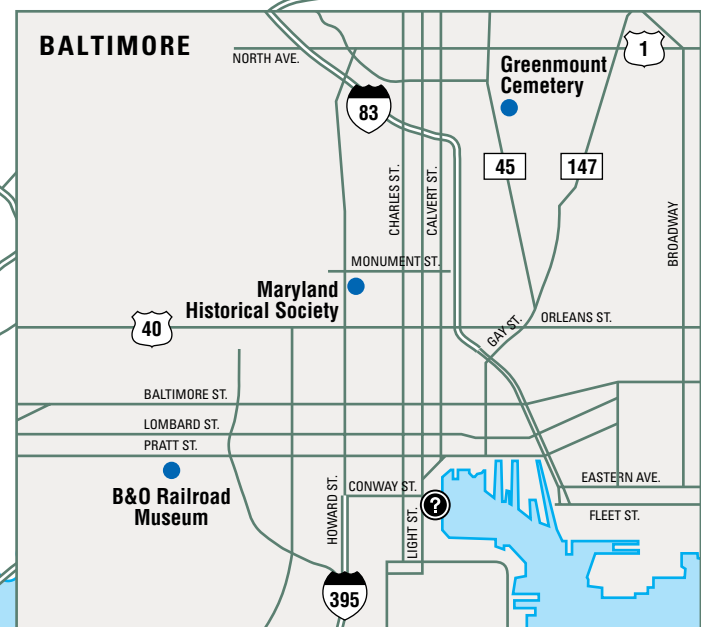 BALTIMORE
NORTH AVE.
1
Greenmount
Cemetery
83
45
147
CHARLES ST.
CALVERT ST.
BROADWAY
MONUMENT ST.
Maryland
Historical Society
40
ORLEANS ST.
GAY ST.
BALTIMORE ST.
LOMBARD ST.
PRATT ST.
B&O Railroad
Museum
HOWARD ST.
CONWAY ST.
LIGHT ST.
?
EASTERN AVE.
FLEET ST.
395